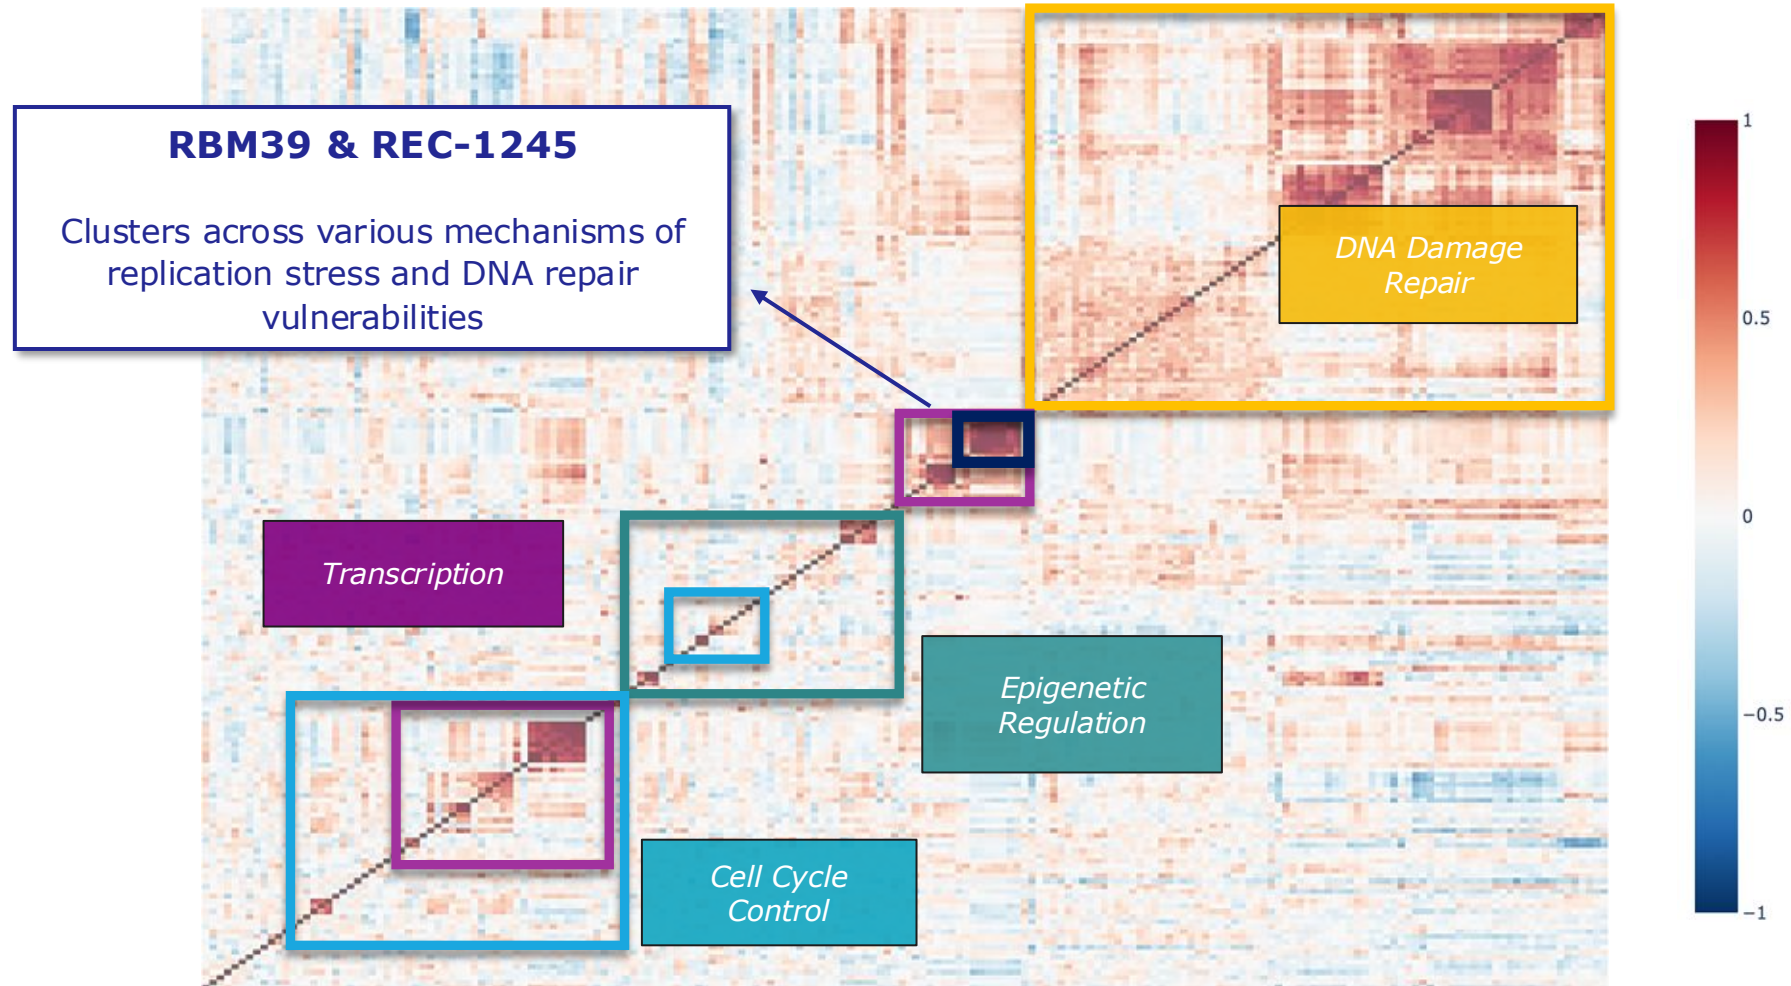 RBM39 & REC-1245
Clusters across various mechanisms of
replication stress and DNA repair
vulnerabilities
DNA Damage
Repair
Transcription
Epigenetic
Regulation
Cell Cycle
Control
1
0.5
0
−0.5
−1